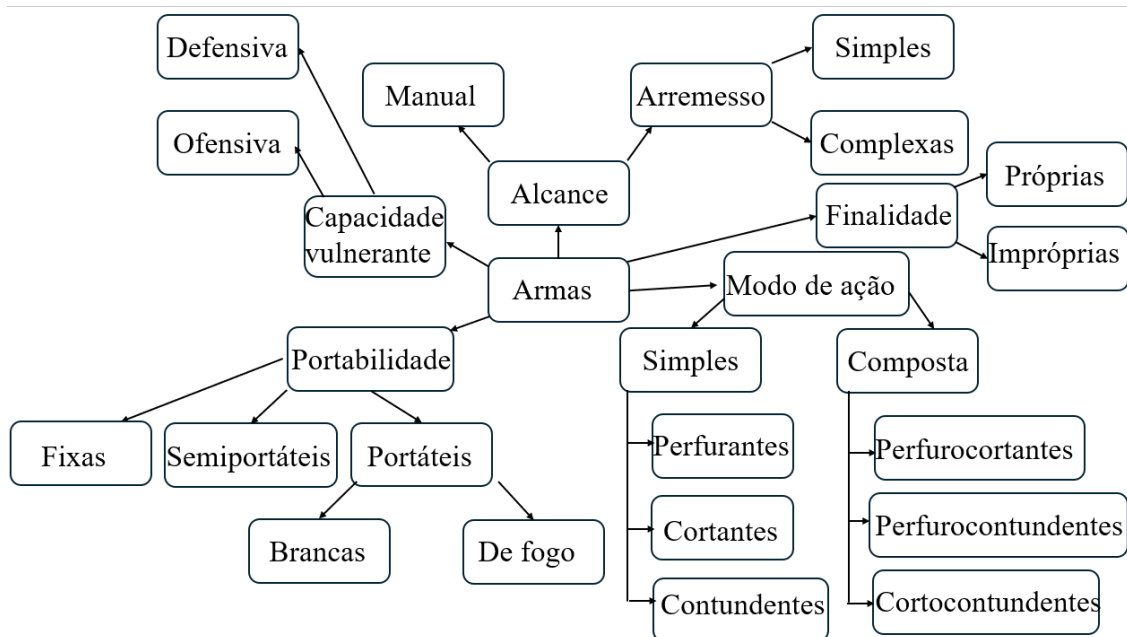 Defensiva
Simples
Manual
Arremesso
Ofensiva
Complexas
Alcance
Próprias
Capacidade
vulnerante
Finalidade
Impróprias
Armas
Modo de ação
Portabilidade
Simples
Composta
Fixas
Semiportáteis
Portáteis
Perfurantes
Perfurocortantes
Brancas
De fogo
Cortantes
Perfurocontundentes
Contundentes
Cortocontundentes